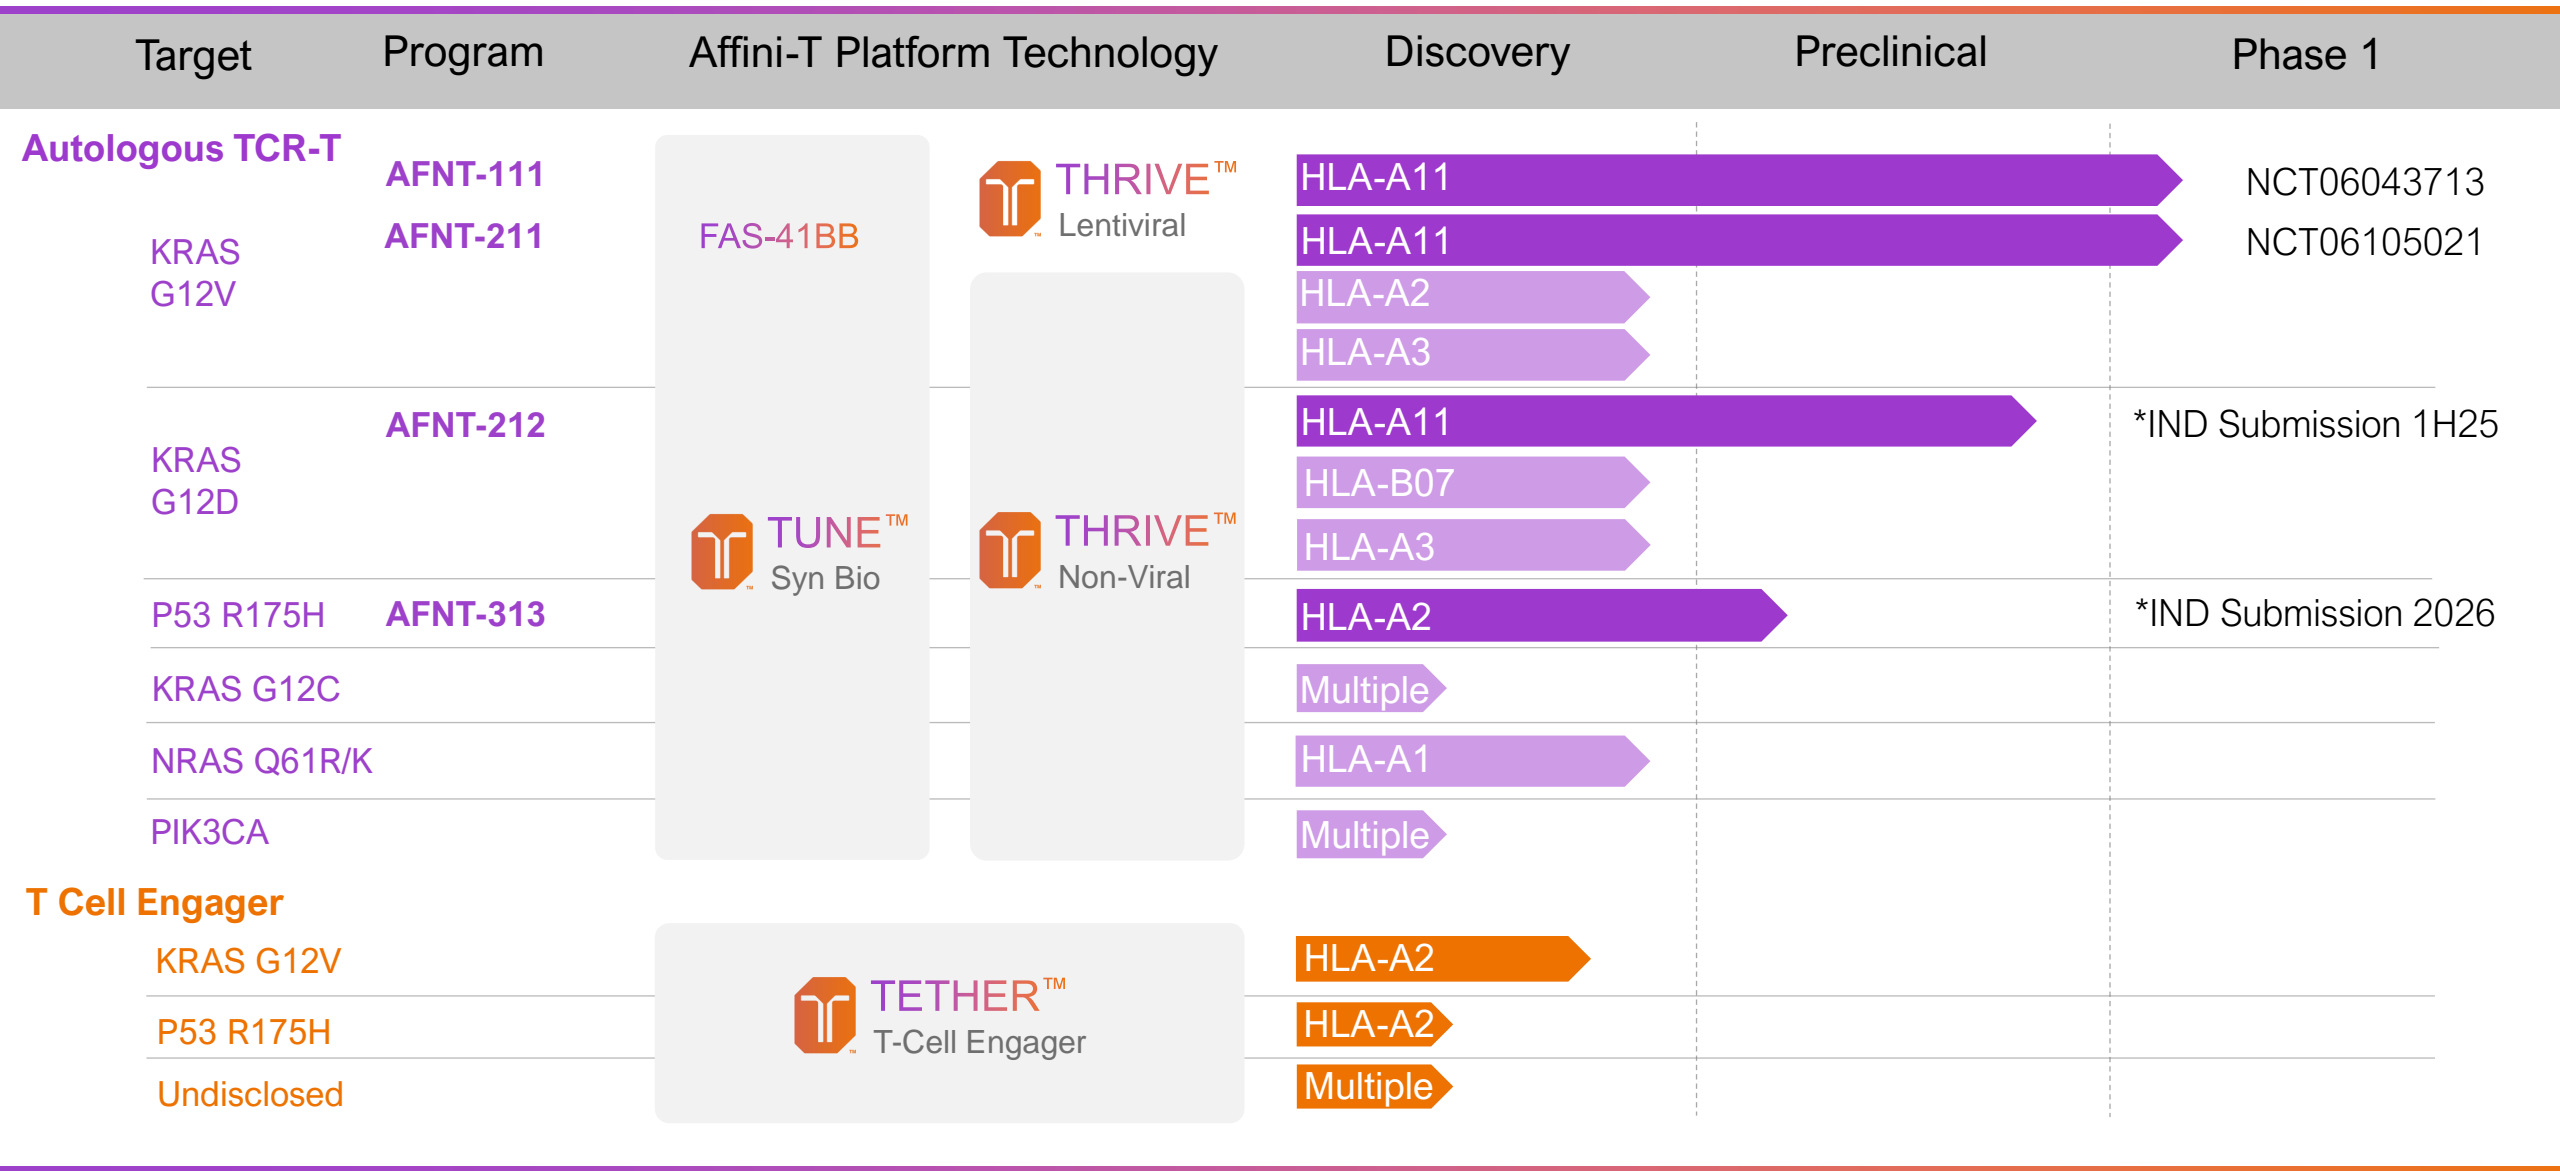 Target Program Affini-T Platform Technology Discovery Preclinical Phase 1
Autologous TCR-T
AFNT-111
THRIVE™
Lentiviral
HLA-A11
NCT06043713
KRAS
G12V
AFNT-211
FAS-41BB
HLA-A11
NCT06105021
HLA-A2
HLA-A3
KRAS
G12D
AFNT-212
HLA-A11
*IND Submission 1H25
HLA-B07
HLA-A3
TUNE™
Syn Bio
THRIVE™
Non-Viral
P53 R175H
AFNT-313
HLA-A2
*IND Submission 2026
KRAS G12C
Multiple
NRAS Q61R/K
HLA-A1
PIK3CA
Multiple
T Cell Engager
KRAS G12V
HLA-A2
TETHER™
T-Cell Engager
P53 R175H
HLA-A2
Undisclosed
Multiple